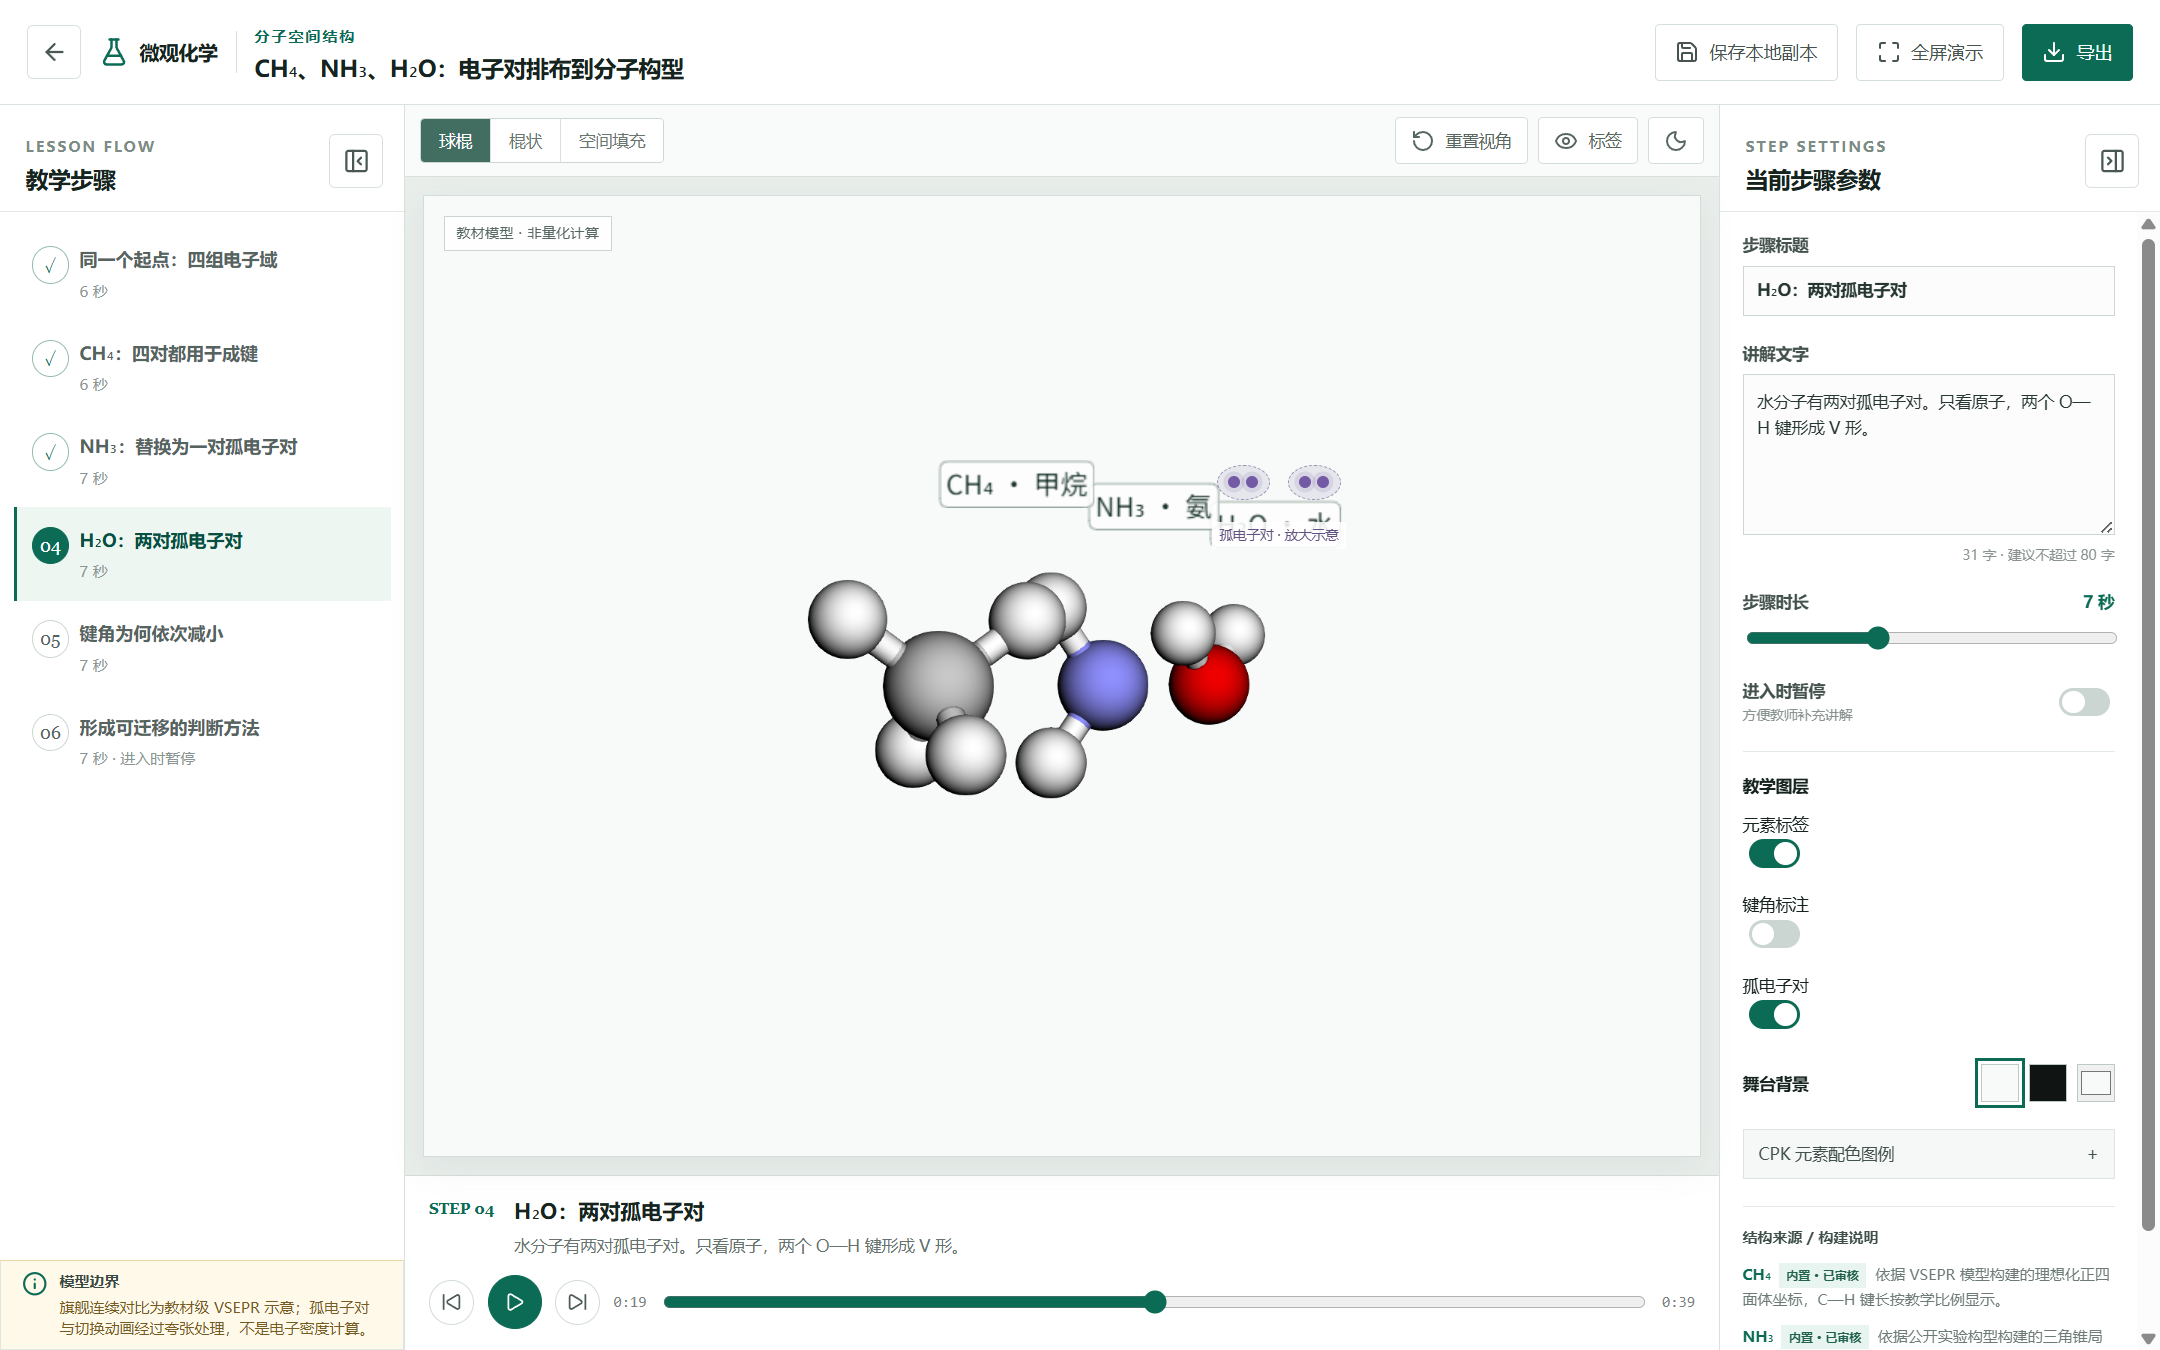 微观化学
分子空间结构
CH₄、NH₃、H₂O：电子对排布到分子构型
保存本地副本
全屏演示
导出
LESSON FLOW
教学步骤
√
同一个起点：四组电子域
6 秒
√
CH₄：四对都用于成键
6 秒
√
NH₃：替换为一对孤电子对
7 秒
04
H₂O：两对孤电子对
7 秒
05
键角为何依次减小
7 秒
06
形成可迁移的判断方法
7 秒 · 进入时暂停
模型边界
旗舰连续对比为教材级 VSEPR 示意；孤电子对
与切换动画经过夸张处理，不是电子密度计算。
球棍
棍状
空间填充
重置视角
标签
教材模型 · 非量化计算
CH₄ · 甲烷
NH₃ · 氨
H₂O · 水
孤电子对 · 放大示意
STEP 04
H₂O：两对孤电子对
水分子有两对孤电子对。只看原子，两个 O—H 键形成 V 形。
0:19
0:39
STEP SETTINGS
当前步骤参数
步骤标题
H₂O：两对孤电子对
讲解文字
水分子有两对孤电子对。只看原子，两个 O—
H 键形成 V 形。
31 字 · 建议不超过 80 字
步骤时长
7 秒
进入时暂停
方便教师补充讲解
教学图层
元素标签
键角标注
孤电子对
舞台背景
CPK 元素配色图例
+
结构来源 / 构建说明
CH₄ 内置 • 已审核 依据 VSEPR 模型构建的理想化正四
面体坐标，C—H 键长按教学比例显示。
NH₃ 内置 • 已审核 依据公开实验构型构建的三角锥局